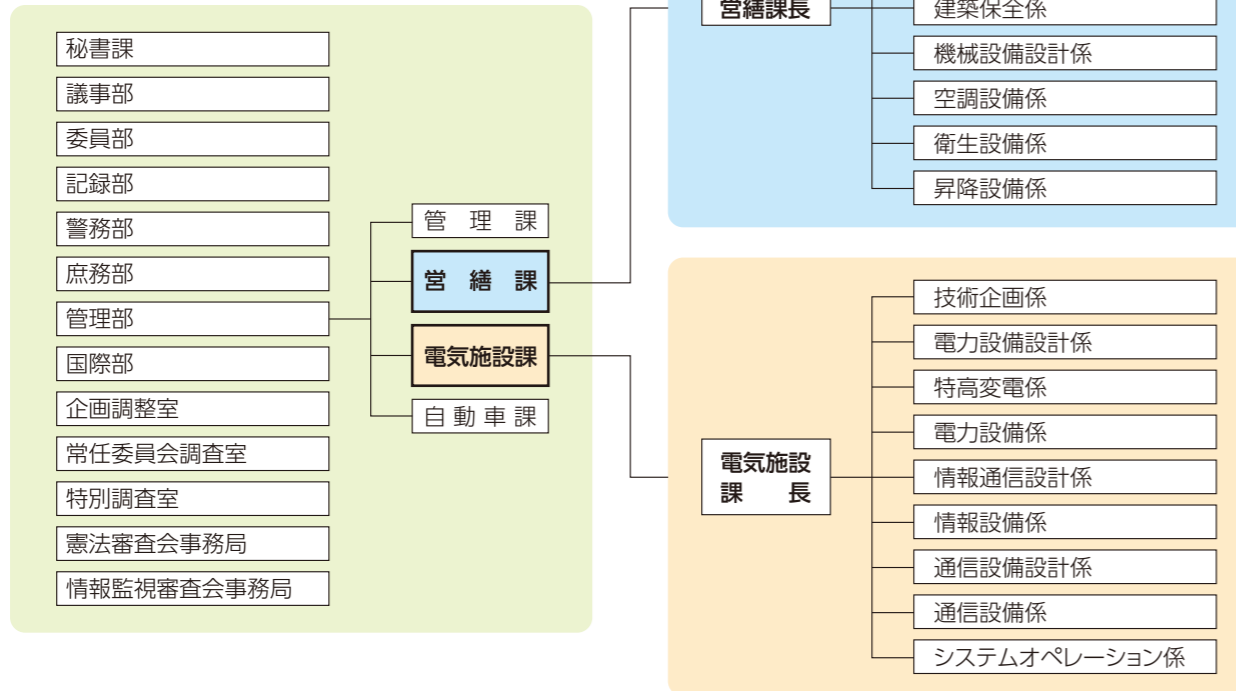 秘書課
議事部
委員部
記録部
警務部
庶務部
管理部
国際部
企画調整室
常任委員会調査室
特別調査室
憲法審査会事務局
情報監視審査会事務局
管理課
営繕課
電気施設課
自動車課
営繕課長
建築保全係
機械設備設計係
空調設備係
衛生設備係
昇降設備係
電気施設
課長
技術企画係
電力設備設計係
特高変電係
電力設備係
情報通信設計係
情報設備係
通信設備設計係
通信設備係
システムオペレーション係